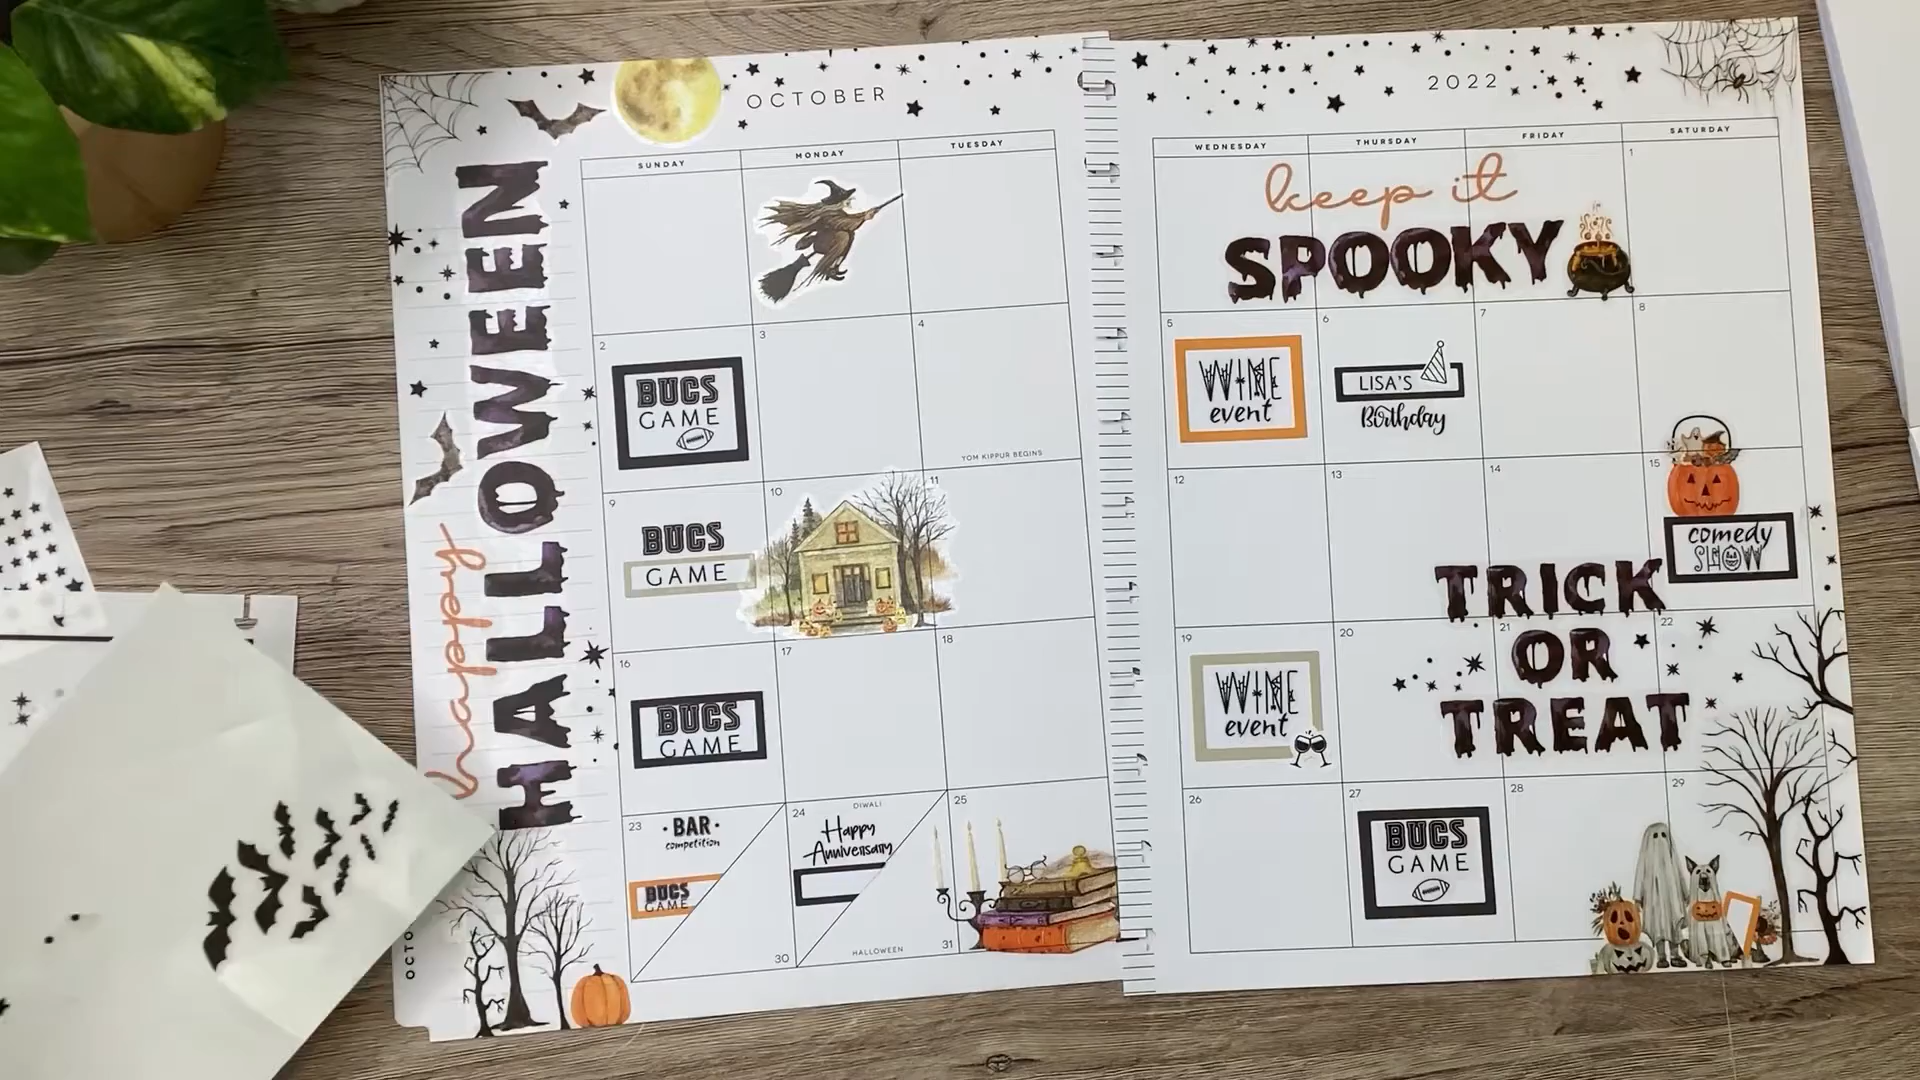 OCTOBER
2022
happy
HALLOWEEN
SUNDAY
MONDAY
TUESDAY
WEDNESDAY
THURSDAY
FRIDAY
SATURDAY
keep it
SPOOKY
1
2
BUCS
GAME
3
4
YOM KIPPUR BEGINS
5
WINE
event
6
LISA'S
Birthday
7
8
9
BUCS
GAME
10
11
12
13
14
15
comedy
SHOW
TRICK
OR
TREAT
16
BUCS
GAME
17
18
19
WINE
event
20
21
22
23
BAR
competition
BUCS
GAME
30
24
DIWALI
Happy
Anniversary
HALLOWEEN
31
25
26
27
BUCS
GAME
28
29
OCTO